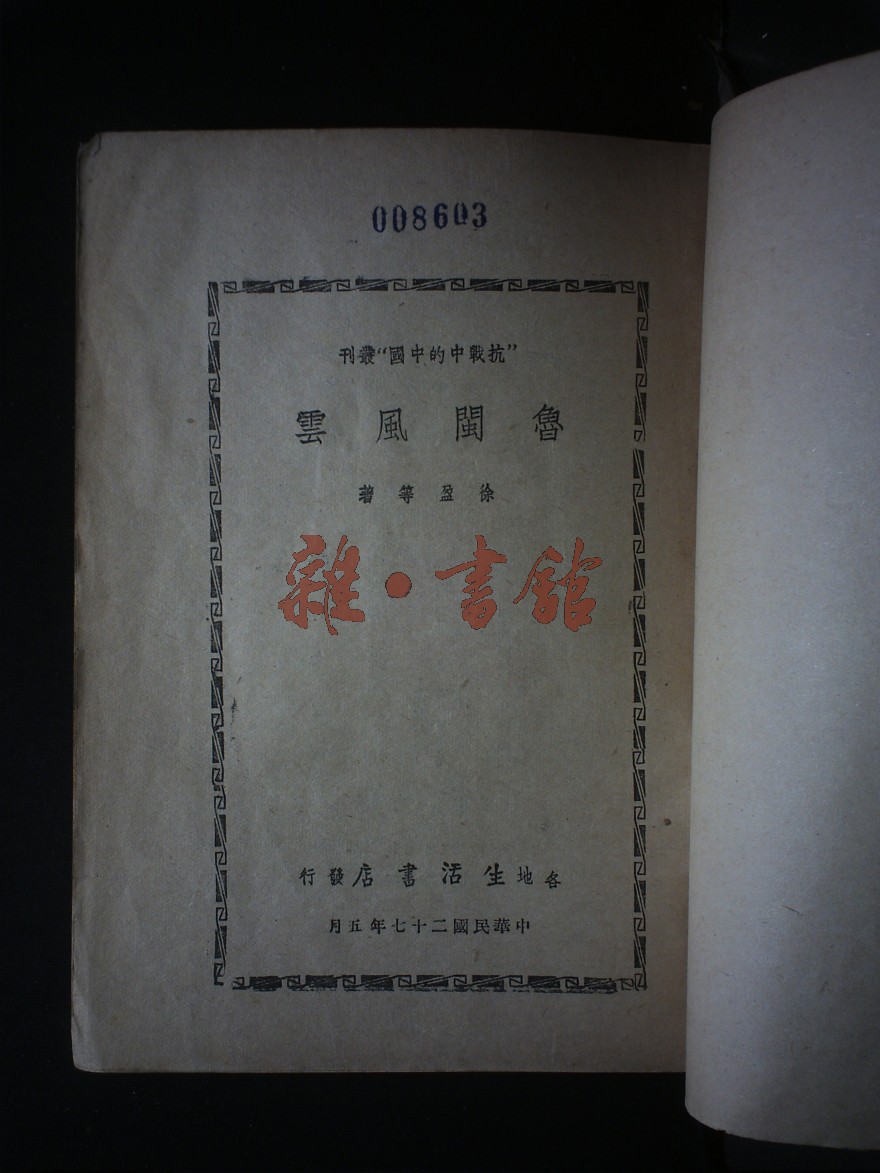 008603
“抗戰中的中國”叢刊
魯閩風雲
徐盈等著
雜·書館
各地生活書店發行
中華民國二十七年五月